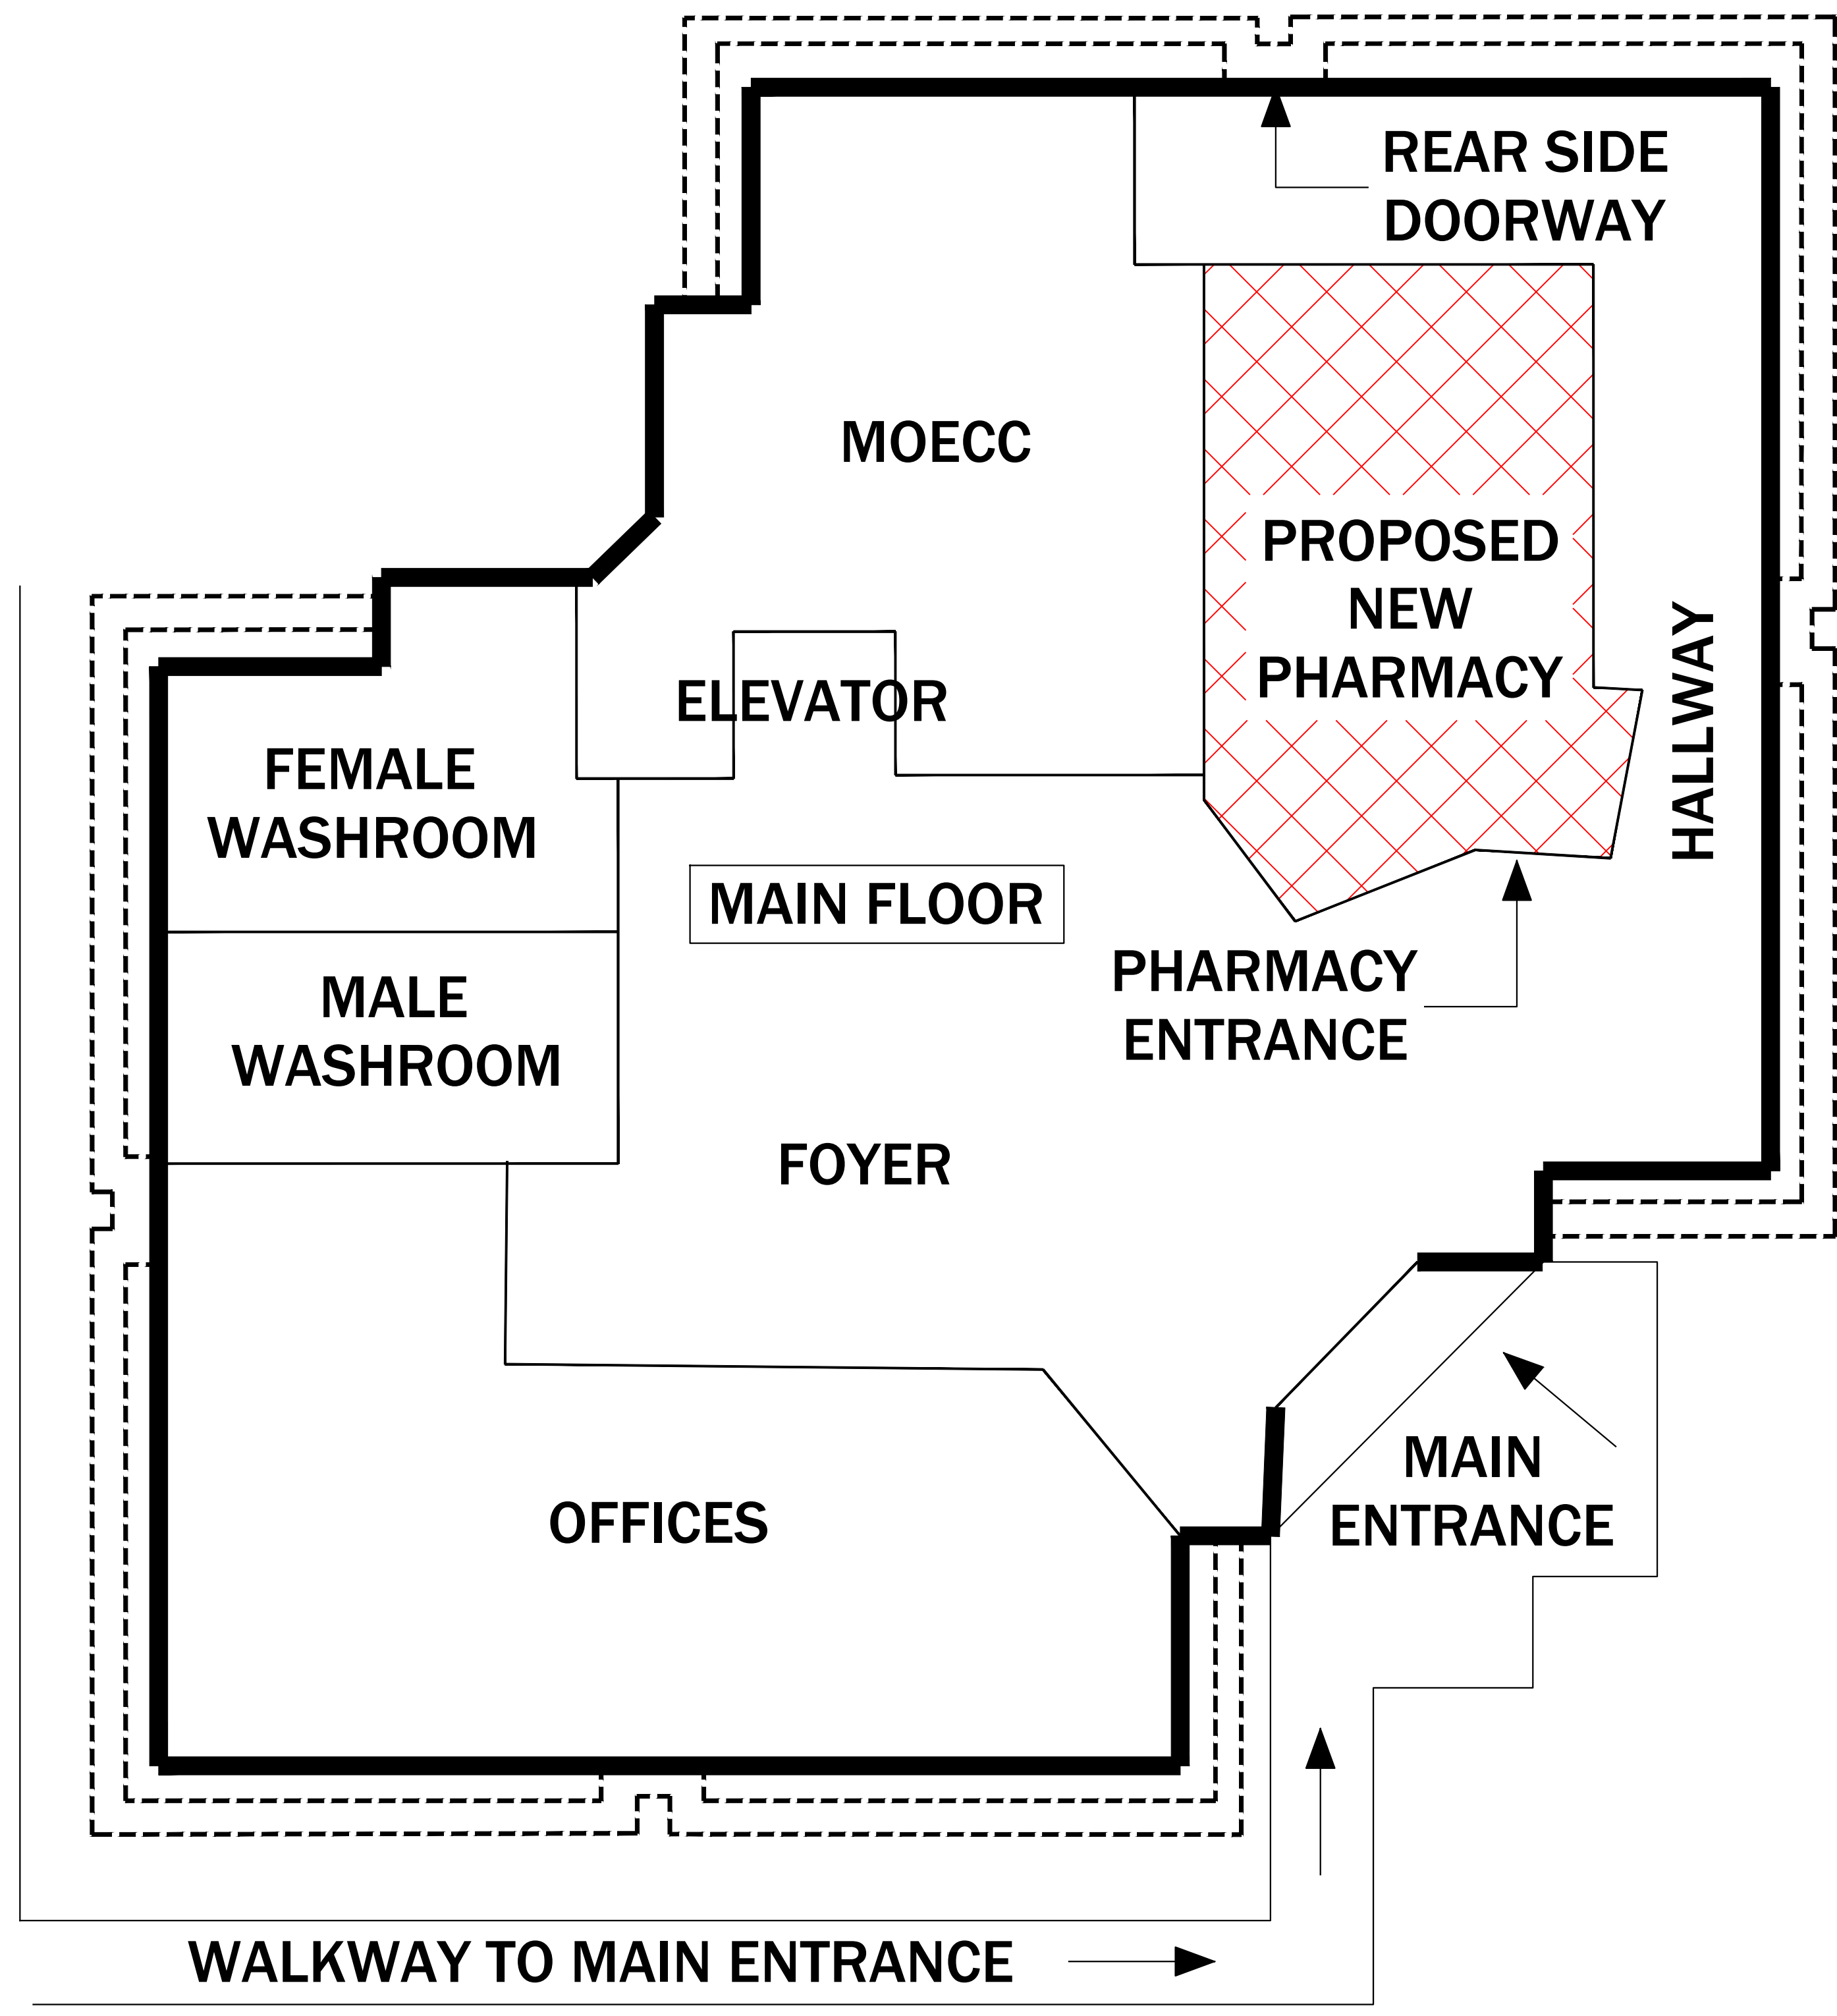 REAR SIDE
DOORWAY
MOECC
PROPOSED
NEW
PHARMACY
HALLWAY
ELEVATOR
FEMALE
WASHROOM
MAIN FLOOR
MALE
WASHROOM
PHARMACY
ENTRANCE
FOYER
MAIN
ENTRANCE
OFFICES
WALKWAY TO MAIN ENTRANCE